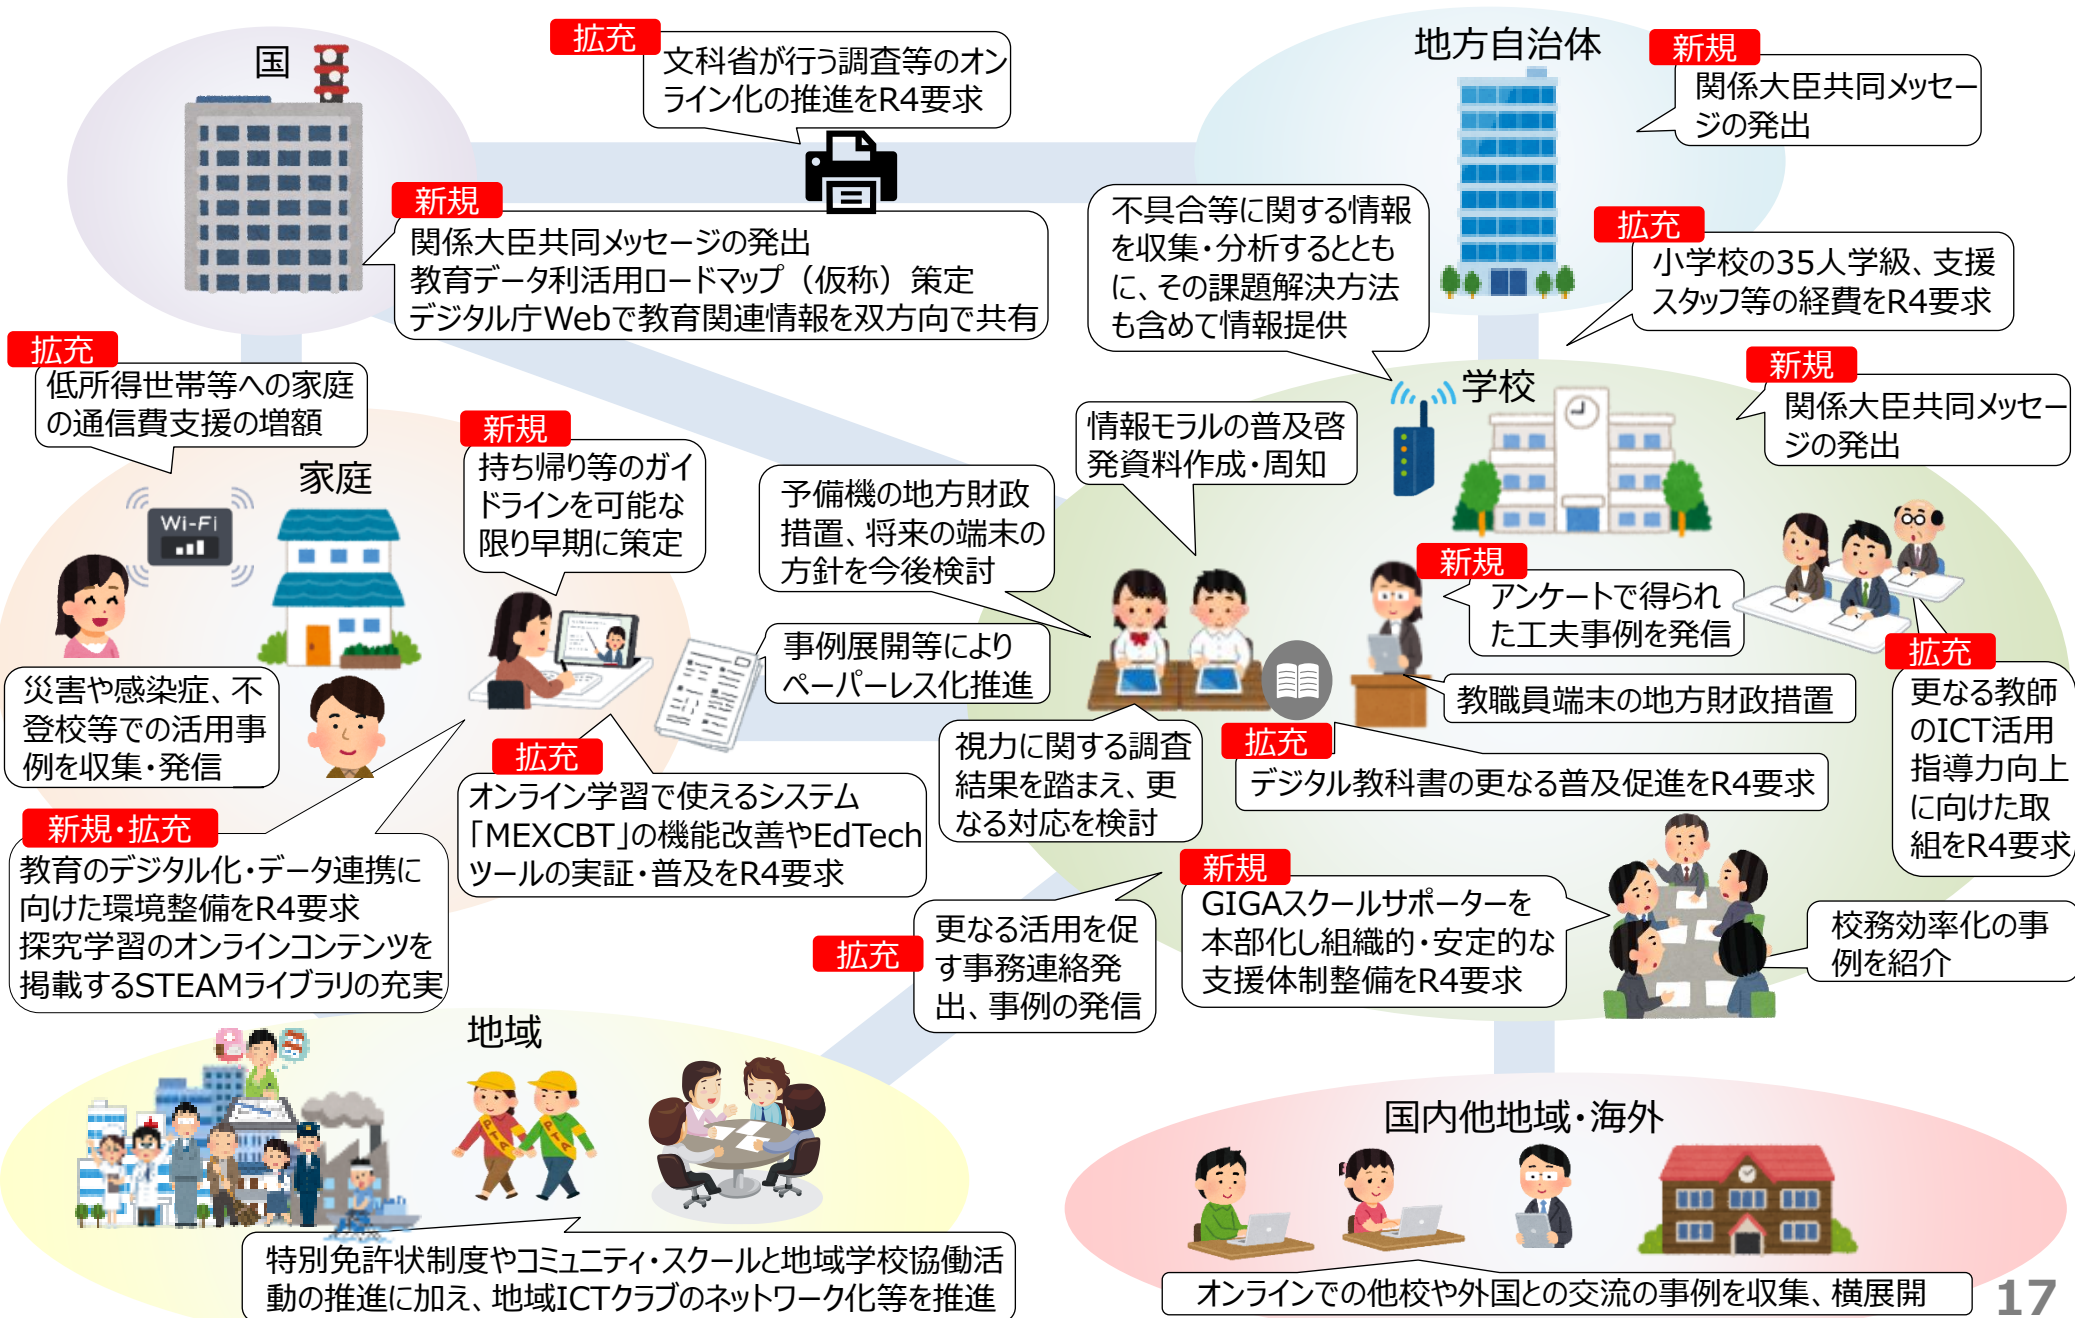 国
拡充
文科省が行う調査等のオン
ライン化の推進をR4要求
地方自治体
新規
関係大臣共同メッセー
ジの発出
新規
関係大臣共同メッセージの発出
教育データ利活用ロードマップ（仮称）策定
デジタル庁Webで教育関連情報を双方向で共有
不具合等に関する情報
を収集・分析するととも
に、その課題解決方法
も含めて情報提供
拡充
小学校の35人学級、支援
スタッフ等の経費をR4要求
拡充
低所得世帯等への家庭
の通信費支援の増額
家庭
Wi-Fi
新規
持ち帰り等のガイ
ドラインを可能な
限り早期に策定
学校
新規
関係大臣共同メッセー
ジの発出
情報モラルの普及啓
発資料作成・周知
予備機の地方財政
措置、将来の端末の
方針を今後検討
新規
アンケートで得られ
た工夫事例を発信
事例展開等により
ペーパーレス化推進
教職員端末の地方財政措置
拡充
更なる教師
のICT活用
指導力向上
に向けた取
組をR4要求
災害や感染症、不
登校等での活用事
例を収集・発信
拡充
オンライン学習で使えるシステム
「MEXCBT」の機能改善やEdTech
ツールの実証・普及をR4要求
視力に関する調査
結果を踏まえ、更
なる対応を検討
拡充
デジタル教科書の更なる普及促進をR4要求
新規・拡充
教育のデジタル化・データ連携に
向けた環境整備をR4要求
探究学習のオンラインコンテンツを
掲載するSTEAMライブラリの充実
拡充
更なる活用を促
す事務連絡発
出、事例の発信
新規
GIGAスクールサポーターを
本部化し組織的・安定的な
支援体制整備をR4要求
校務効率化の事
例を紹介
地域
PTA
PTA
特別免許状制度やコミュニティ・スクールと地域学校協働活
動の推進に加え、地域ICTクラブのネットワーク化等を推進
国内他地域・海外
オンラインでの他校や外国との交流の事例を収集、横展開
17